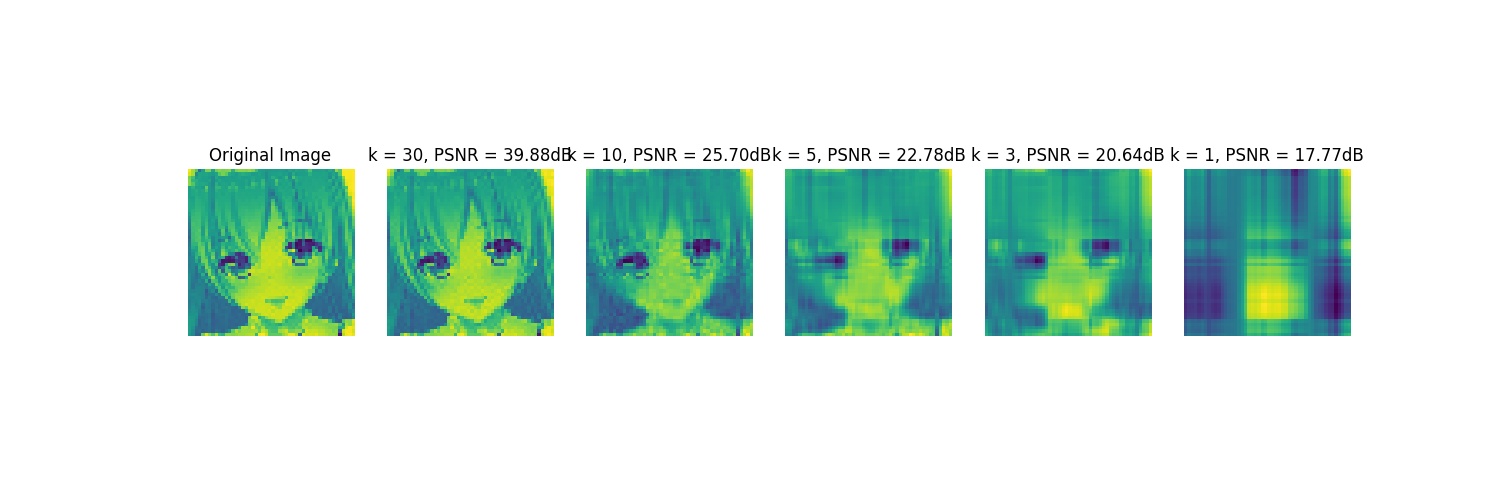 Original Image
k = 30, PSNR = 39.88dB
k = 10, PSNR = 25.70dB
k = 5, PSNR = 22.78dB
k = 3, PSNR = 20.64dB
k = 1, PSNR = 17.77dB